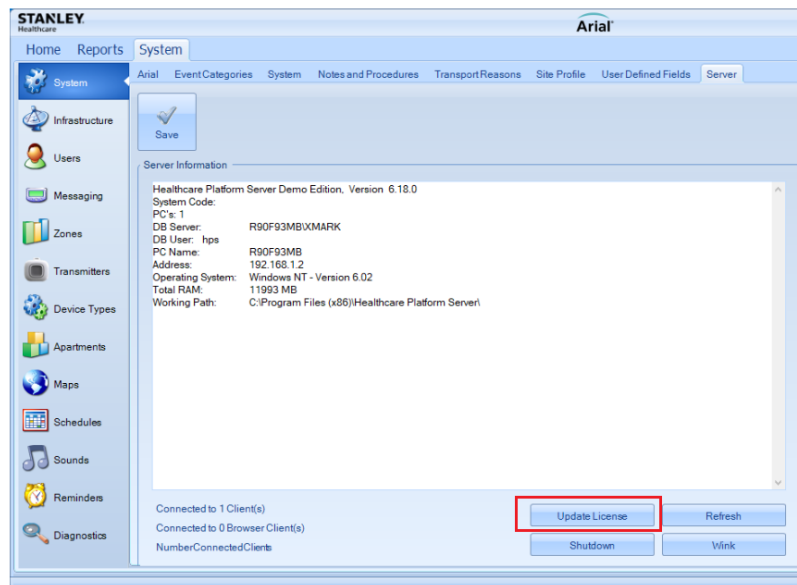 STANLEY.
Healthcare
Arial
Home Reports System
Arial EventCategories System Notes and Procedures Transport Reasons Site Profile User Defined Fields Server
System
Infrastructure
Users
Messaging
Zones
Transmitters
Device Types
Apartments
Maps
Schedules
Sounds
Reminders
Diagnostics
Save
Server Information
Healthcare Platform Server Demo Edition, Version 6.18.0
System Code:
PC's: 1
DB Server: R90F93MB\XMARK
DB User: hps
PC Name: R90F93MB
Address: 192.168.1.2
Operating System: Windows NT - Version 6.02
Total RAM: 11993 MB
Working Path: C:\Program Files (x86)\Healthcare Platform Server\
Connected to 1 Client(s)
Connected to 0 Browser Client(s)
NumberConnectedClients
Update License Refresh
Shutdown Wink